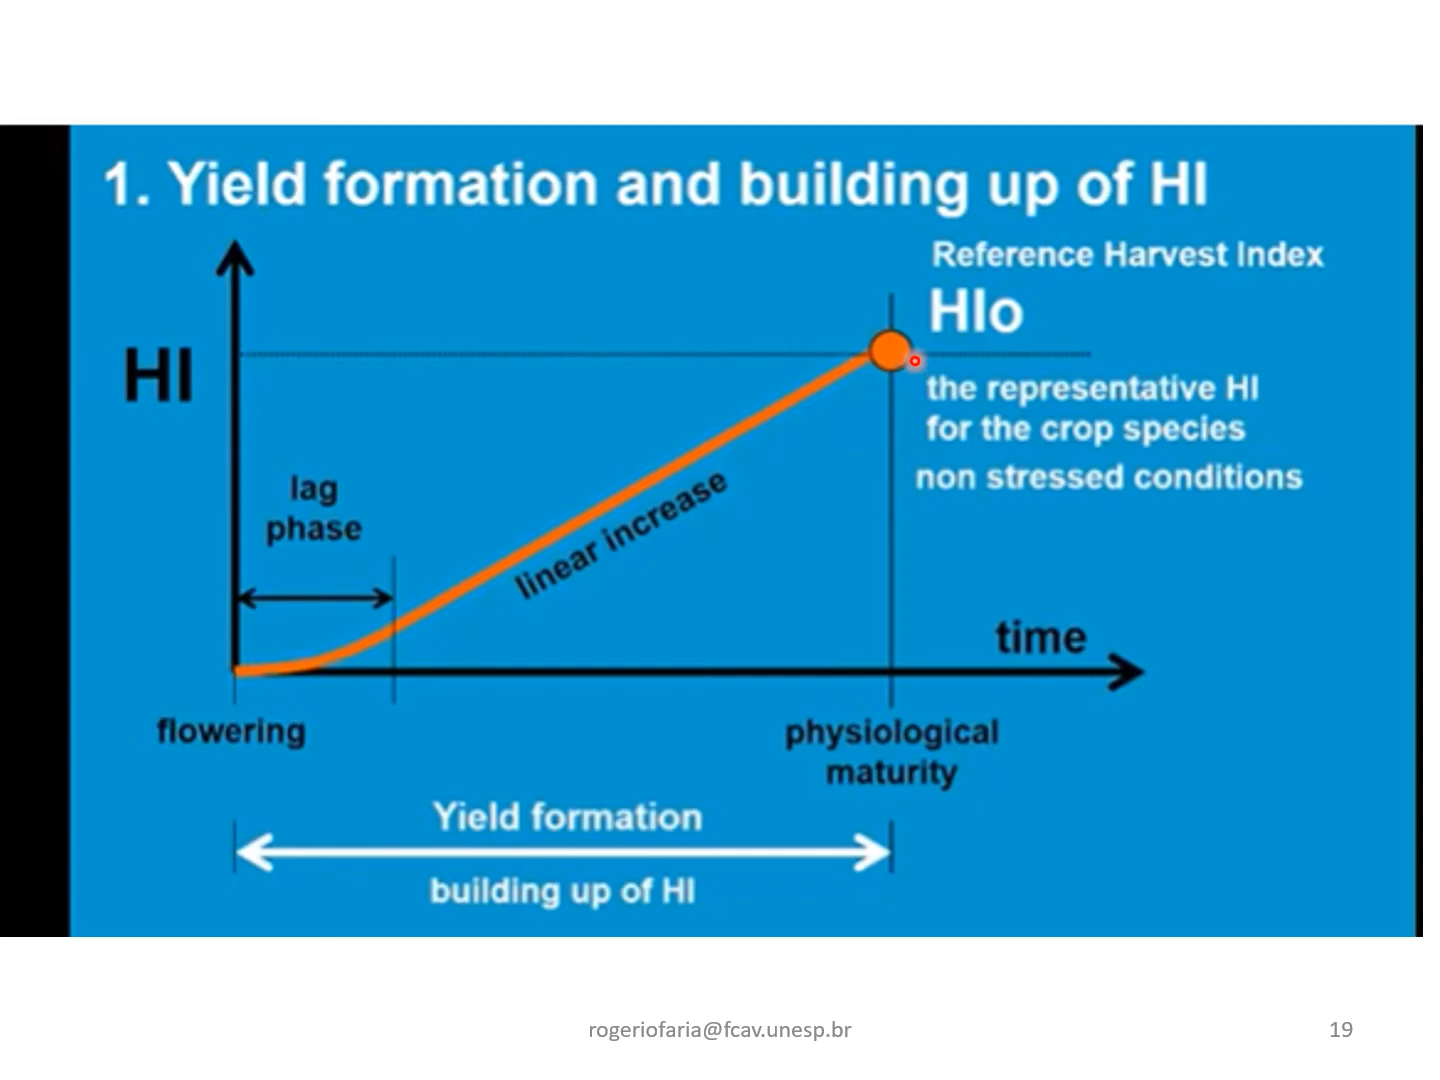 1. Yield formation and building up of HI
Reference Harvest Index
HIo
HI
the representative HI
for the crop species
non stressed conditions
lag
phase
linear increase
time
flowering
physiological
maturity
Yield formation
building up of HI
rogeriofaria@fcav.unesp.br
19